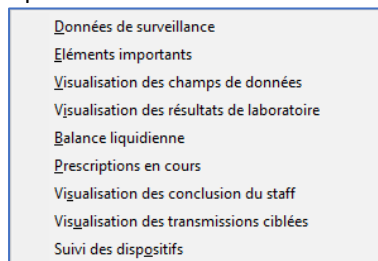 Données de surveillance
Eléments importants
Visualisation des champs de données
Visualisation des résultats de laboratoire
Balance liquidienne
Prescriptions en cours
Visualisation des conclusion du staff
Visualisation des transmissions ciblées
Suivi des dispositifs